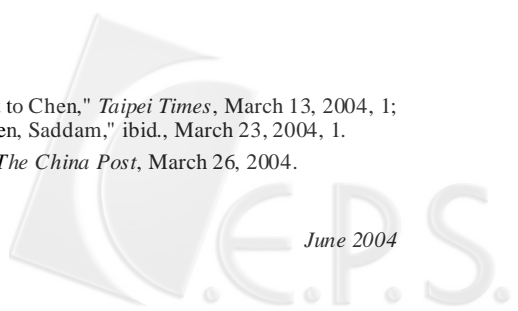 to Chen," Taipei Times, March 13, 2004, 1;
en, Saddam," ibid., March 23, 2004, 1.
The China Post, March 26, 2004.
June 2004
C.E.P.S.